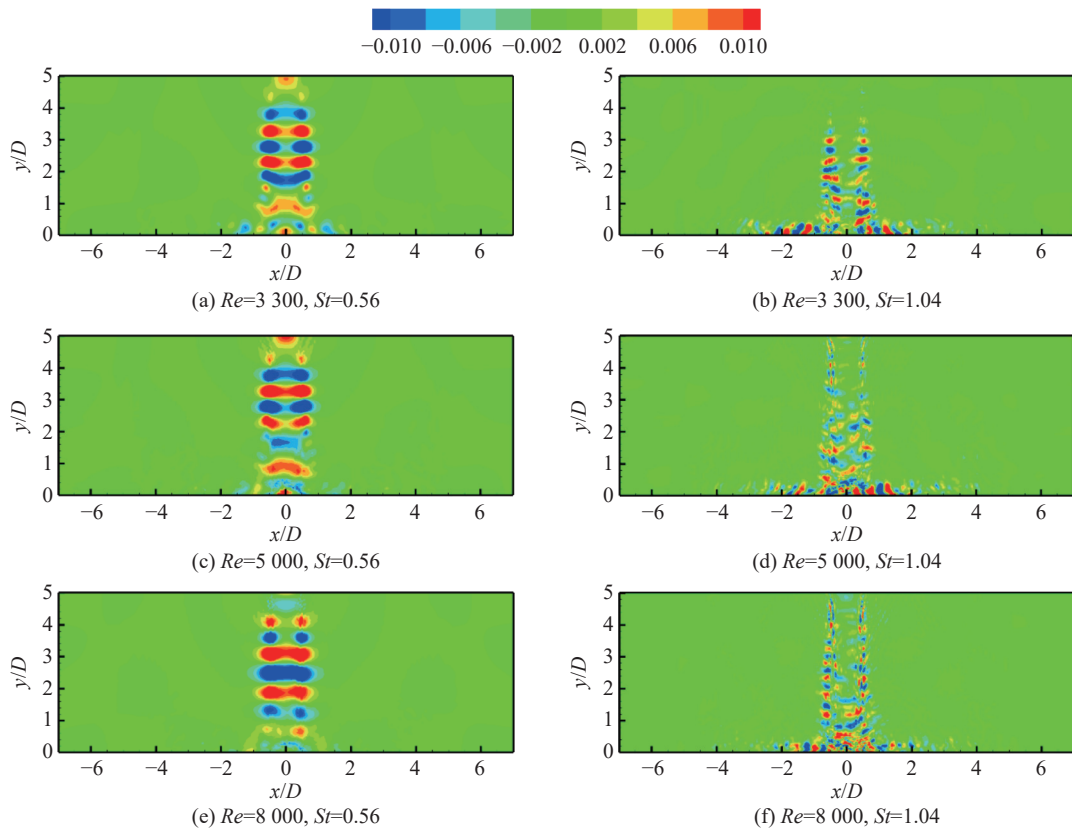 −0.010 −0.006 −0.002 0.002 0.006 0.010
5
4
3
2
1
0
y/D
−6 −4 −2 0 2 4 6
x/D
(a) Re=3 300, St=0.56
5
4
3
2
1
0
y/D
−6 −4 −2 0 2 4 6
x/D
(b) Re=3 300, St=1.04
5
4
3
2
1
0
y/D
−6 −4 −2 0 2 4 6
x/D
(c) Re=5 000, St=0.56
5
4
3
2
1
0
y/D
−6 −4 −2 0 2 4 6
x/D
(d) Re=5 000, St=1.04
5
4
3
2
1
0
y/D
−6 −4 −2 0 2 4 6
x/D
(e) Re=8 000, St=0.56
5
4
3
2
1
0
y/D
−6 −4 −2 0 2 4 6
x/D
(f) Re=8 000, St=1.04